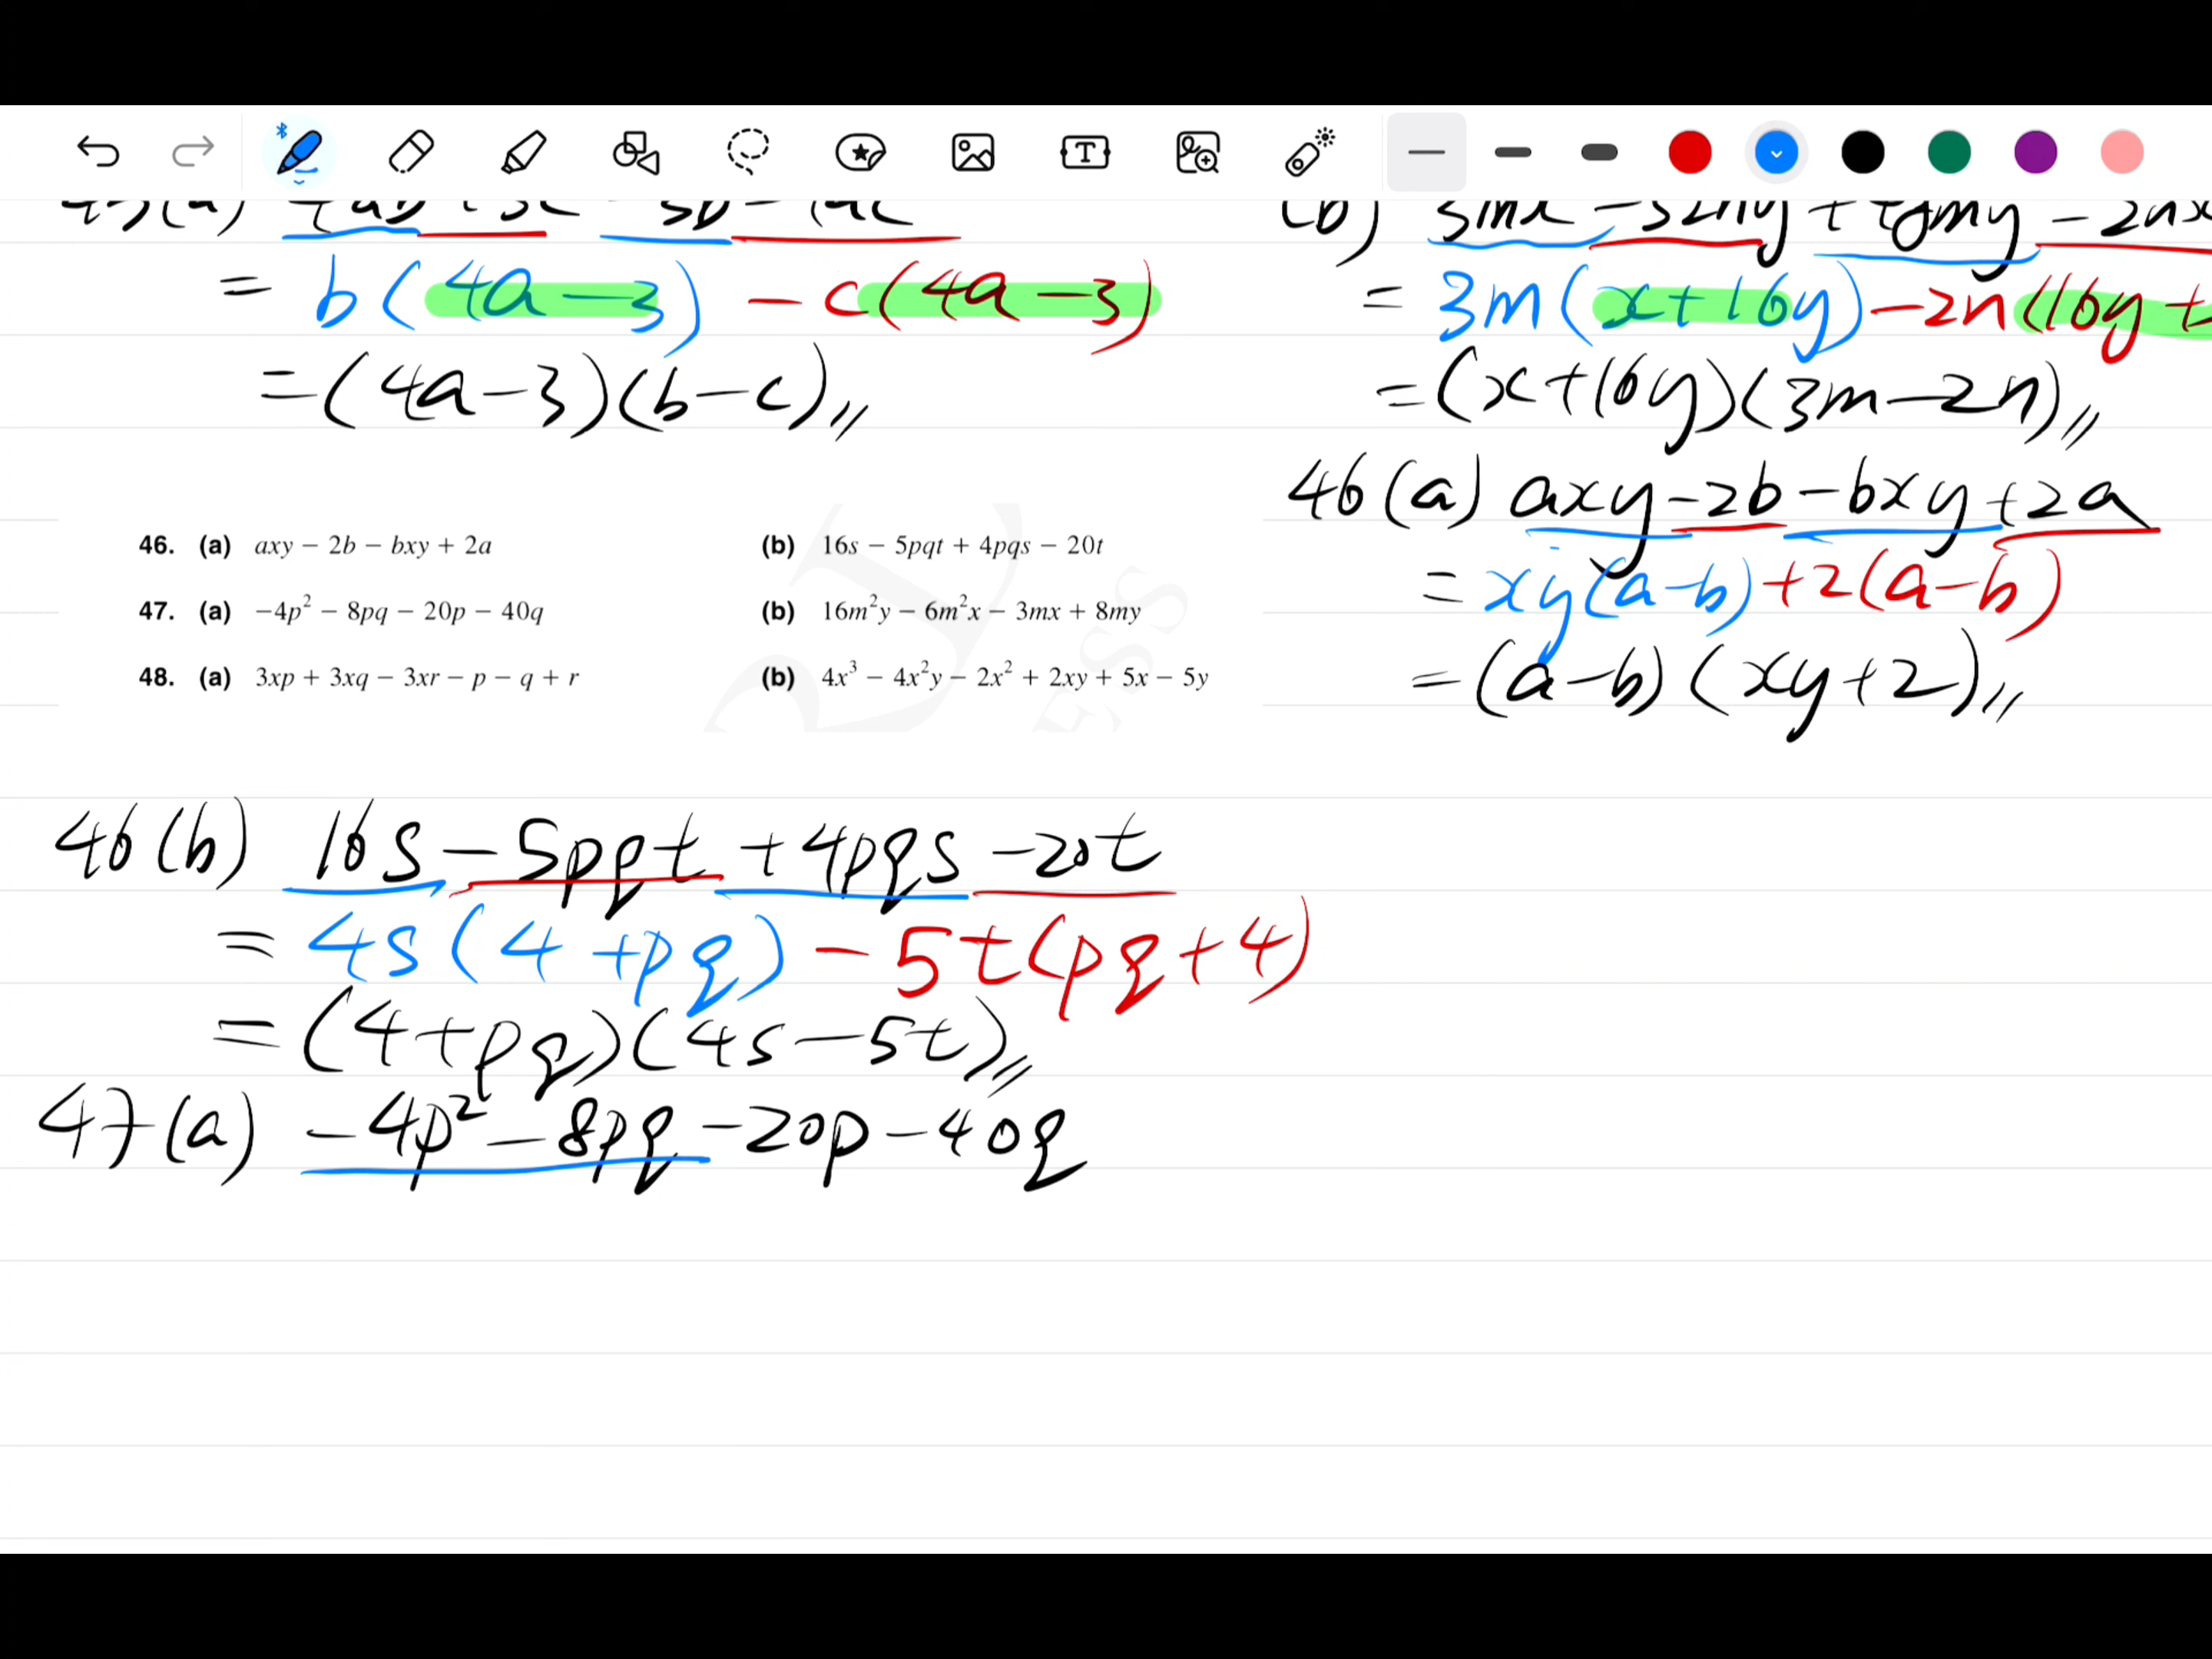 = b(4a-3) -c(4a-3)
=(4a-3)(b-c)
= 3m(x+16y)-2n(16y+
=(x+16y)(3m-2n)
46(a) axy-2b-bxy+2a
= xy(a-b)+2(a-b)
=(a-b)(xy+2)
46. (a) axy − 2b − bxy + 2a (b) 16s − 5pqt + 4pqs − 20t
47. (a) −4p² − 8pq − 20p − 40q (b) 16m²y − 6m²x − 3mx + 8my
48. (a) 3xp + 3xq − 3xr − p − q + r (b) 4x³ − 4x²y − 2x² + 2xy + 5x − 5y
46(b) 16s-5pqt+4pqs-20t
= 4s(4+pq)-5t(pq+4)
=(4+pq)(4s-5t)
47(a) -4p²-8pq-20p-40q